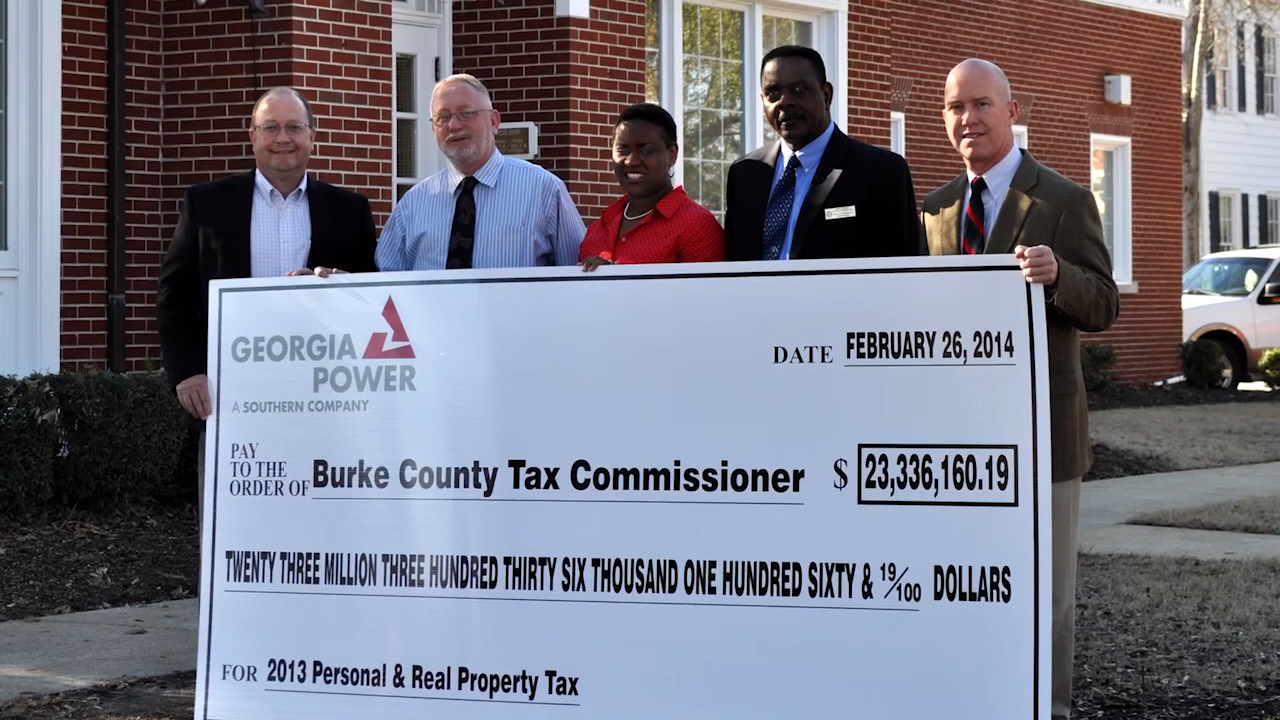 GEORGIA
POWER
A SOUTHERN COMPANY
DATE FEBRUARY 26, 2014
PAY
TO THE
ORDER OF Burke County Tax Commissioner $ 23,336,160.19
TWENTY THREE MILLION THREE HUNDRED THIRTY SIX THOUSAND ONE HUNDRED SIXTY & 19/100 DOLLARS
FOR 2013 Personal & Real Property Tax